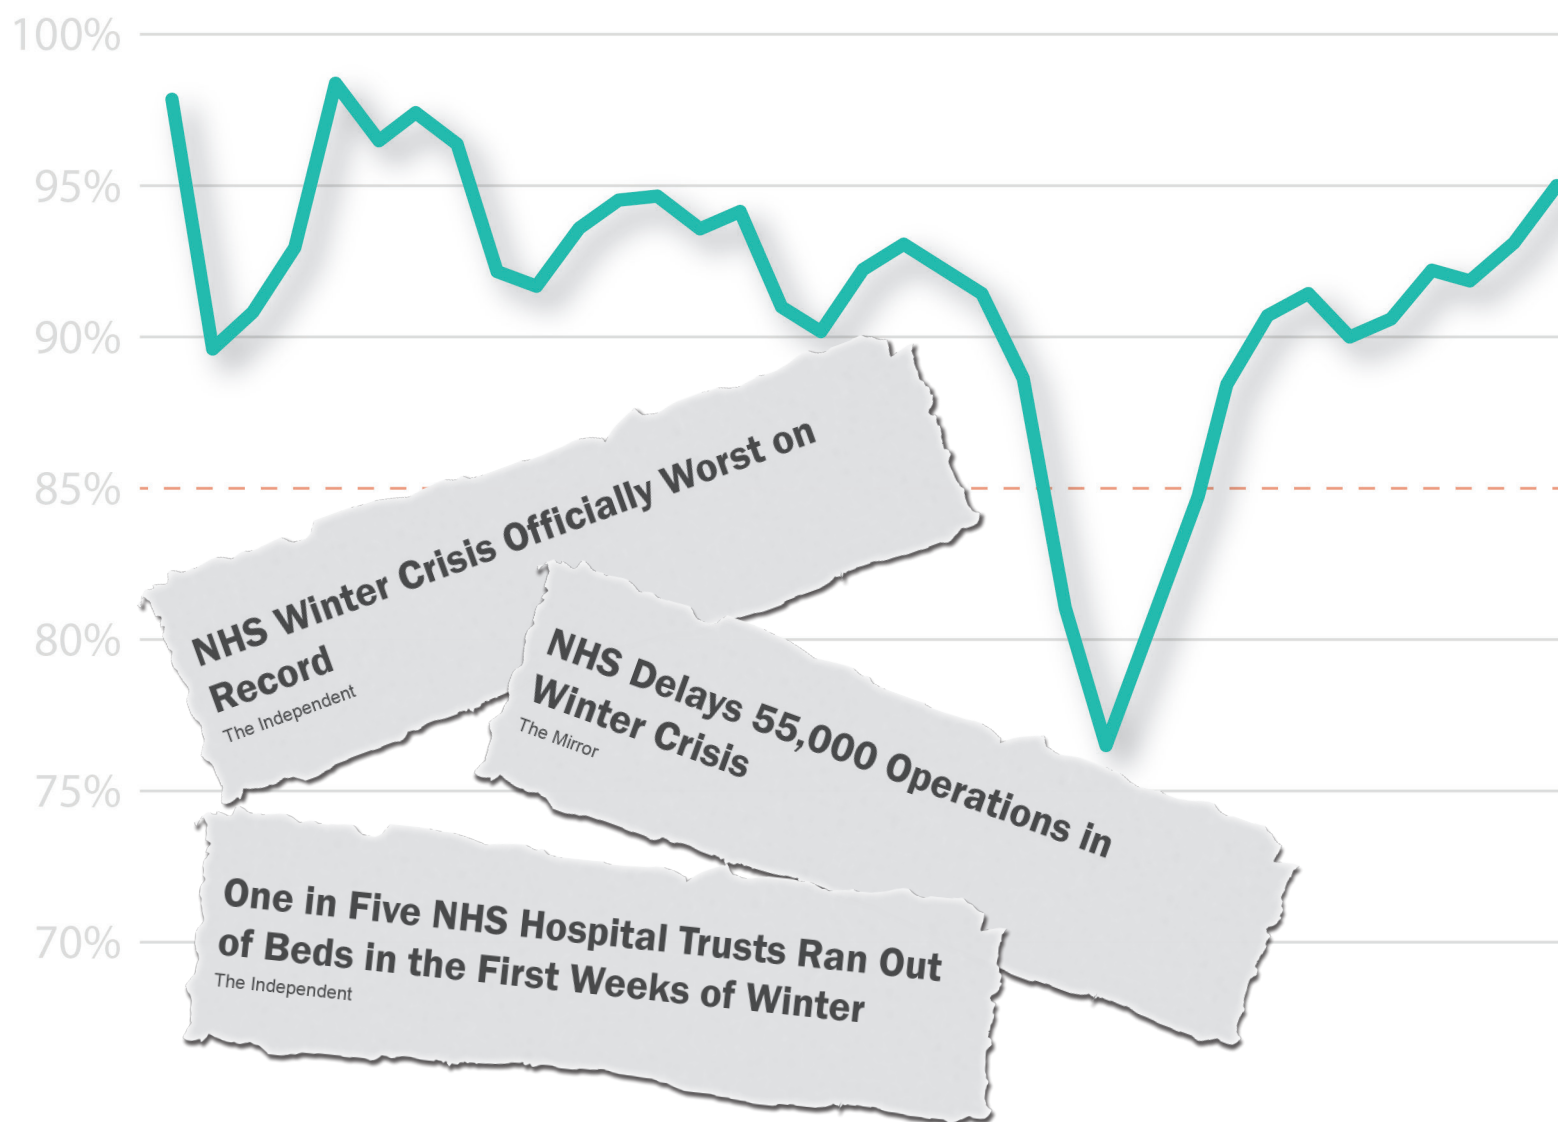 100%
95%
90%
85%
80%
75%
70%
NHS Winter Crisis Officially Worst on
Record
The Independent
NHS Delays 55,000 Operations in
Winter Crisis
The Mirror
One in Five NHS Hospital Trusts Ran Out
of Beds in the First Weeks of Winter
The Independent